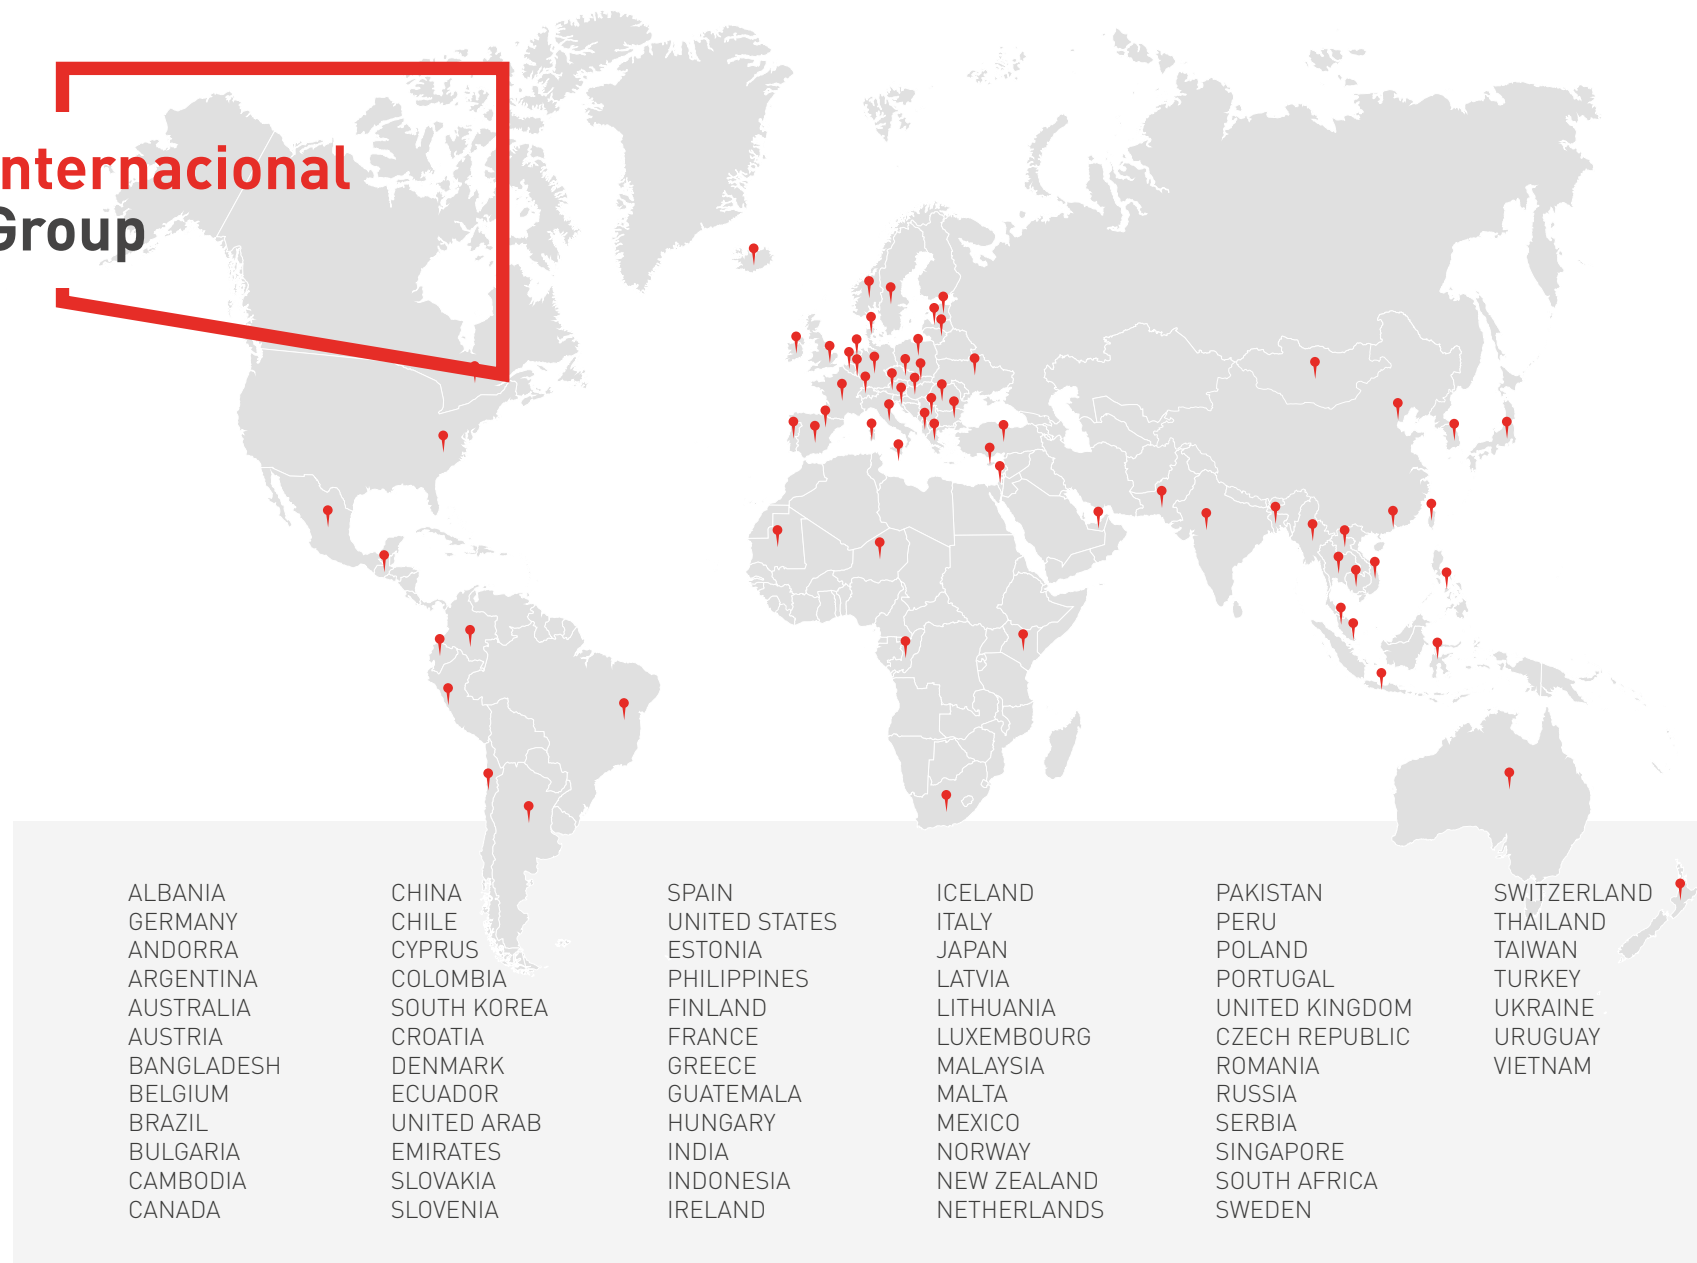 nternacional
Group
ALBANIA
GERMANY
ANDORRA
ARGENTINA
AUSTRALIA
AUSTRIA
BANGLADESH
BELGIUM
BRAZIL
BULGARIA
CAMBODIA
CANADA
CHINA
CHILE
CYPRUS
COLOMBIA
SOUTH KOREA
CROATIA
DENMARK
ECUADOR
UNITED ARAB
EMIRATES
SLOVAKIA
SLOVENIA
SPAIN
UNITED STATES
ESTONIA
PHILIPPINES
FINLAND
FRANCE
GREECE
GUATEMALA
HUNGARY
INDIA
INDONESIA
IRELAND
ICELAND
ITALY
JAPAN
LATVIA
LITHUANIA
LUXEMBOURG
MALAYSIA
MALTA
MEXICO
NORWAY
NEW ZEALAND
NETHERLANDS
PAKISTAN
PERU
POLAND
PORTUGAL
UNITED KINGDOM
CZECH REPUBLIC
ROMANIA
RUSSIA
SERBIA
SINGAPORE
SOUTH AFRICA
SWEDEN
SWITZERLAND
THAILAND
TAIWAN
TURKEY
UKRAINE
URUGUAY
VIETNAM